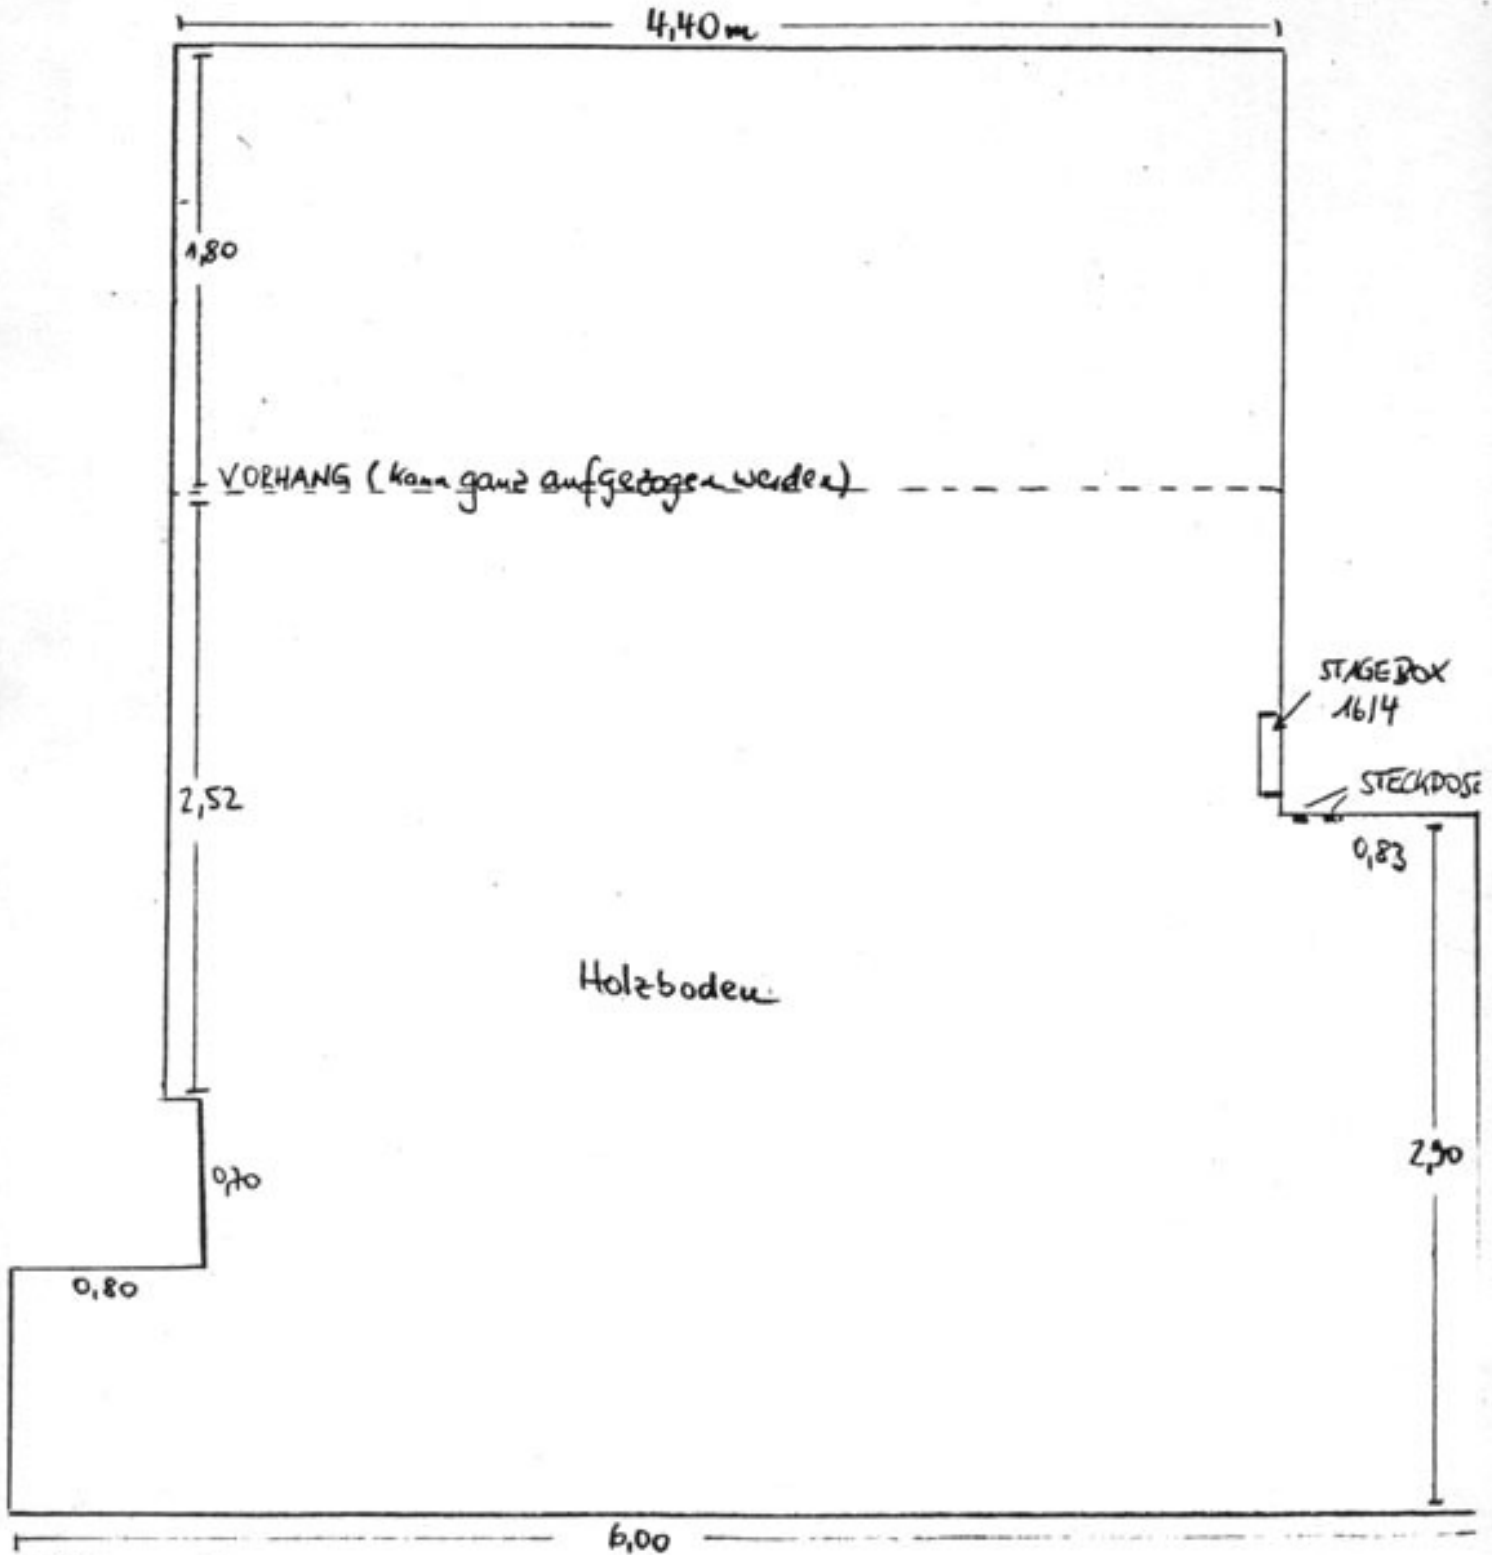 4,40m
1,80
VORHANG (kann ganz aufgezogen werden)
STAGEBOX
16/4
STECKDOSE
2,52
0,83
Holzboden
2,90
0,70
0,80
6,00